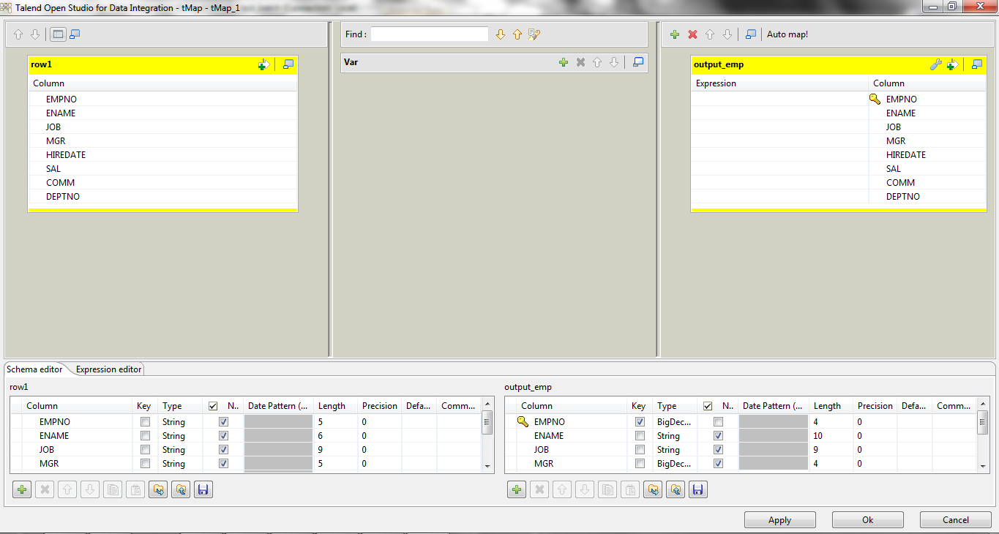 Talend Open Studio for Data Integration - tMap - tMap_1
Find :
Auto map!
row1
Var
output_emp
Column
Expression Column
EMPNO
ENAME
JOB
MGR
HIREDATE
SAL
COMM
DEPTNO
EMPNO
ENAME
JOB
MGR
HIREDATE
SAL
COMM
DEPTNO
Schema editor Expression editor
row1
Column Key Type N.. Date Pattern (... Length Precision Defa... Comm...
EMPNO String 5 0
ENAME String 6 0
JOB String 9 0
MGR String 5 0
output_emp
Column Key Type N.. Date Pattern (... Length Precision Defa... Comm...
EMPNO BigDec... 4 0
ENAME String 10 0
JOB String 9 0
MGR BigDec... 4 0
Apply Ok Cancel